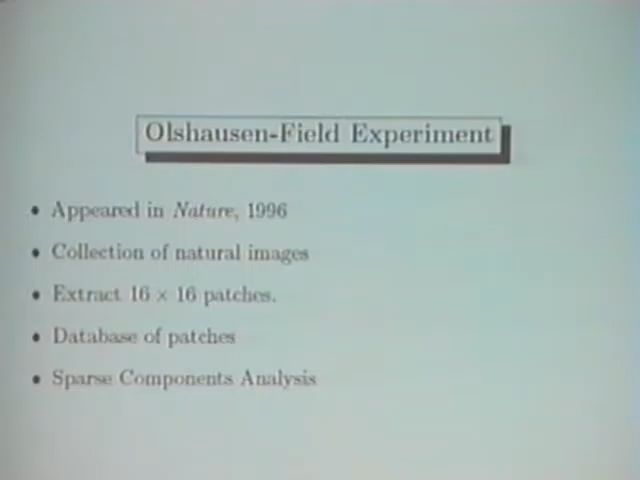 Olshausen-Field Experiment
• Appeared in Nature, 1996
• Collection of natural images
• Extract 16 × 16 patches.
• Database of patches
• Sparse Components Analysis